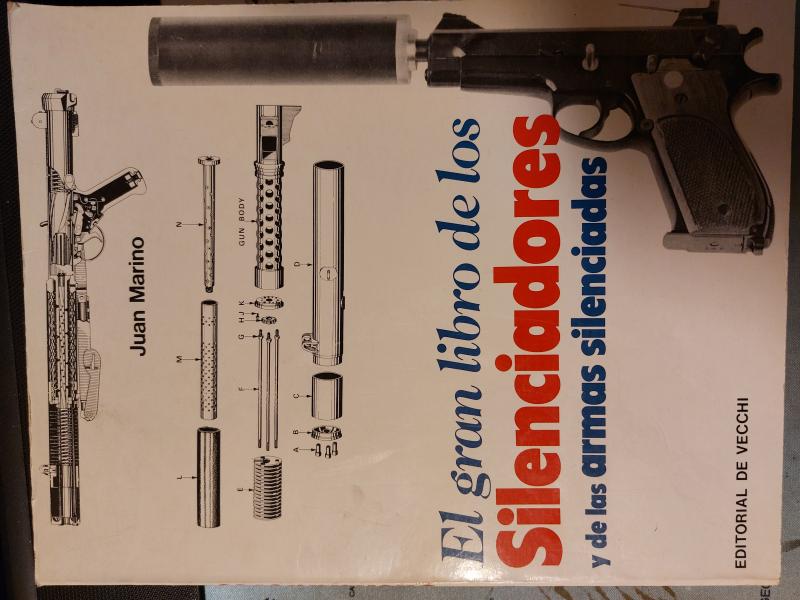 Juan Marino
N
GUN BODY
M
K
J
H
G
D
F
C
L
E
B
A
El gran libro de los
Silenciadores
y de las armas silenciadas
EDITORIAL DE VECCHI